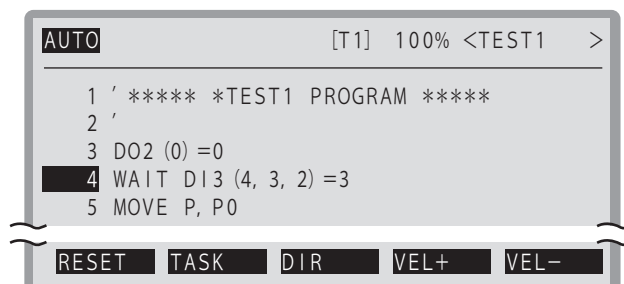 AUTO [T1] 100% <TEST1 >
1 ' ***** *TEST1 PROGRAM *****
2 '
3 DO2 (0) =0
4 WAIT DI3 (4, 3, 2) =3
5 MOVE P, P0
RESET TASK DIR VEL+ VEL-